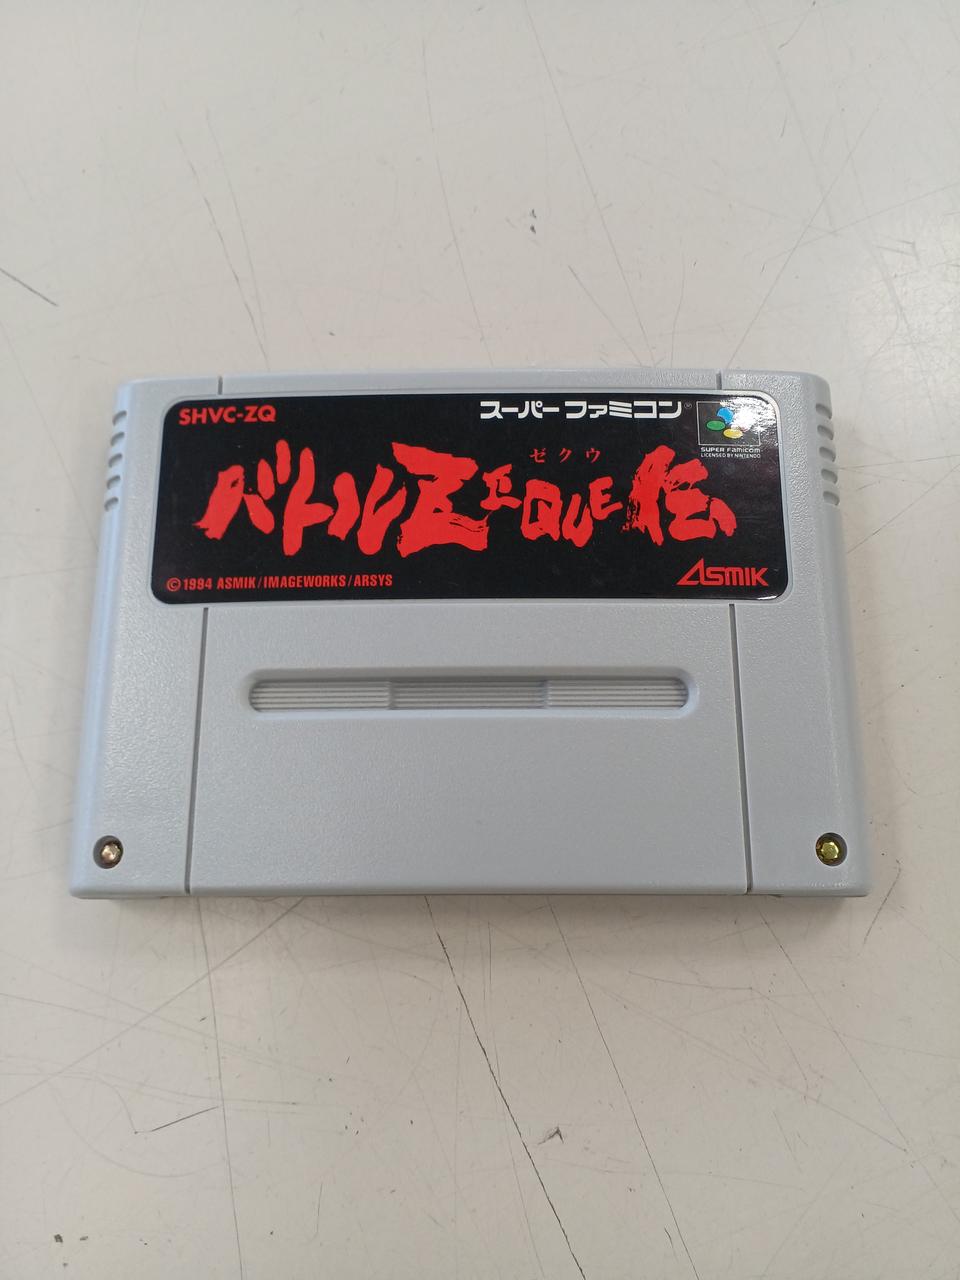 SHVC-ZQ
スーパーファミコン®
SUPER FAMICOM
LICENSED BY NINTENDO
ゼクウ
バトルZEQUE伝
©1994 ASMIK/IMAGEWORKS/ARSYS
ASMIK